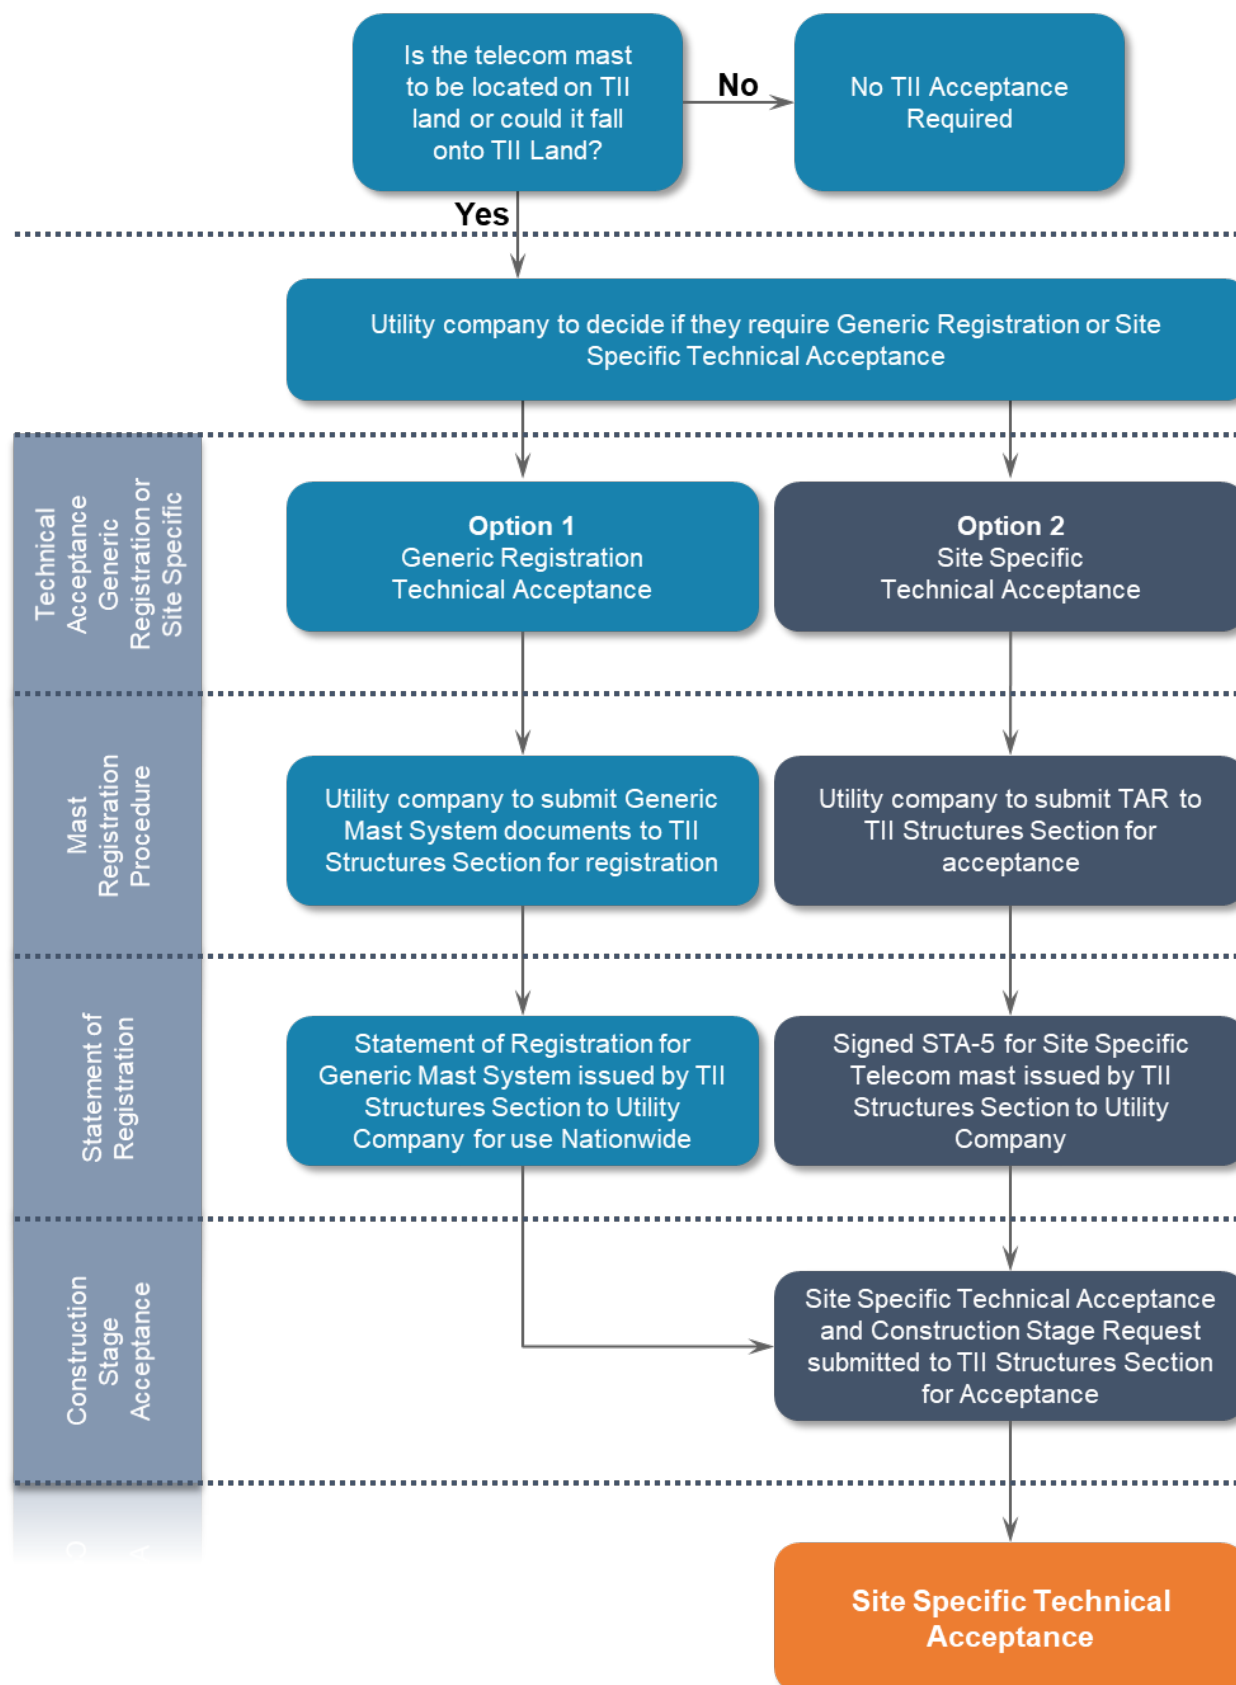 Is the telecom mast
to be located on TII
land or could it fall
onto TII Land?
No
No TII Acceptance
Required
Yes
Utility company to decide if they require Generic Registration or Site
Specific Technical Acceptance
Technical
Acceptance
Generic
Registration or
Site Specific
Option 1
Generic Registration
Technical Acceptance
Option 2
Site Specific
Technical Acceptance
Mast
Registration
Procedure
Utility company to submit Generic
Mast System documents to TII
Structures Section for registration
Utility company to submit TAR to
TII Structures Section for
acceptance
Statement of
Registration
Statement of Registration for
Generic Mast System issued by TII
Structures Section to Utility
Company for use Nationwide
Signed STA-5 for Site Specific
Telecom mast issued by TII
Structures Section to Utility
Company
Construction
Stage
Acceptance
Site Specific Technical Acceptance
and Construction Stage Request
submitted to TII Structures Section
for Acceptance
Site Specific Technical
Acceptance